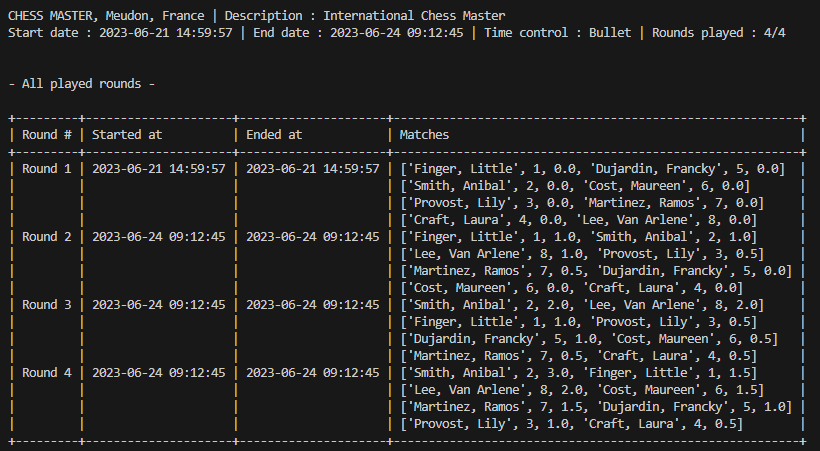 CHESS MASTER, Meudon, France | Description : International Chess Master
Start date : 2023-06-21 14:59:57 | End date : 2023-06-24 09:12:45 | Time control : Bullet | Rounds played : 4/4
- All played rounds -
+---------+---------------------+---------------------+----------------------------------------------------------+
| Round # | Started at          | Ended at            | Matches                                                  |
+---------+---------------------+---------------------+----------------------------------------------------------+
| Round 1 | 2023-06-21 14:59:57 | 2023-06-21 14:59:57 | ['Finger, Little', 1, 0.0, 'Dujardin, Francky', 5, 0.0]  |
|         |                     |                     | ['Smith, Anibal', 2, 0.0, 'Cost, Maureen', 6, 0.0]       |
|         |                     |                     | ['Provost, Lily', 3, 0.0, 'Martinez, Ramos', 7, 0.0]     |
|         |                     |                     | ['Craft, Laura', 4, 0.0, 'Lee, Van Arlene', 8, 0.0]      |
| Round 2 | 2023-06-24 09:12:45 | 2023-06-24 09:12:45 | ['Finger, Little', 1, 1.0, 'Smith, Anibal', 2, 1.0]      |
|         |                     |                     | ['Lee, Van Arlene', 8, 1.0, 'Provost, Lily', 3, 0.5]     |
|         |                     |                     | ['Martinez, Ramos', 7, 0.5, 'Dujardin, Francky', 5, 0.0] |
|         |                     |                     | ['Cost, Maureen', 6, 0.0, 'Craft, Laura', 4, 0.0]        |
| Round 3 | 2023-06-24 09:12:45 | 2023-06-24 09:12:45 | ['Smith, Anibal', 2, 2.0, 'Lee, Van Arlene', 8, 2.0]     |
|         |                     |                     | ['Finger, Little', 1, 1.0, 'Provost, Lily', 3, 0.5]      |
|         |                     |                     | ['Dujardin, Francky', 5, 1.0, 'Cost, Maureen', 6, 0.5]   |
|         |                     |                     | ['Martinez, Ramos', 7, 0.5, 'Craft, Laura', 4, 0.5]      |
| Round 4 | 2023-06-24 09:12:45 | 2023-06-24 09:12:45 | ['Smith, Anibal', 2, 3.0, 'Finger, Little', 1, 1.5]      |
|         |                     |                     | ['Lee, Van Arlene', 8, 2.0, 'Cost, Maureen', 6, 1.5]     |
|         |                     |                     | ['Martinez, Ramos', 7, 1.5, 'Dujardin, Francky', 5, 1.0] |
|         |                     |                     | ['Provost, Lily', 3, 1.0, 'Craft, Laura', 4, 0.5]        |
+---------+---------------------+---------------------+----------------------------------------------------------+